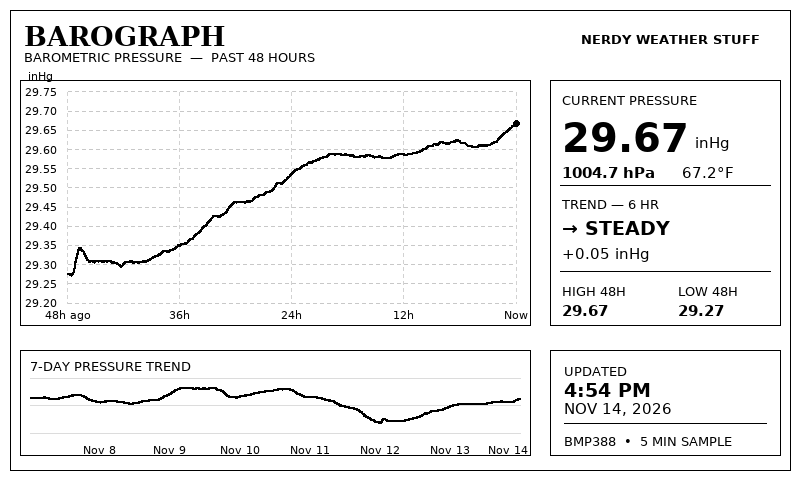 BAROGRAPH
BAROMETRIC PRESSURE — PAST 48 HOURS
NERDY WEATHER STUFF
inHg
29.75
29.70
29.65
29.60
29.55
29.50
29.45
29.40
29.35
29.30
29.25
29.20
48h ago 36h 24h 12h Now
CURRENT PRESSURE
29.67 inHg
1004.7 hPa 67.2°F
TREND — 6 HR
→ STEADY
+0.05 inHg
HIGH 48H LOW 48H
29.67 29.27
7-DAY PRESSURE TREND
Nov 8 Nov 9 Nov 10 Nov 11 Nov 12 Nov 13 Nov 14
UPDATED
4:54 PM
NOV 14, 2026
BMP388 • 5 MIN SAMPLE